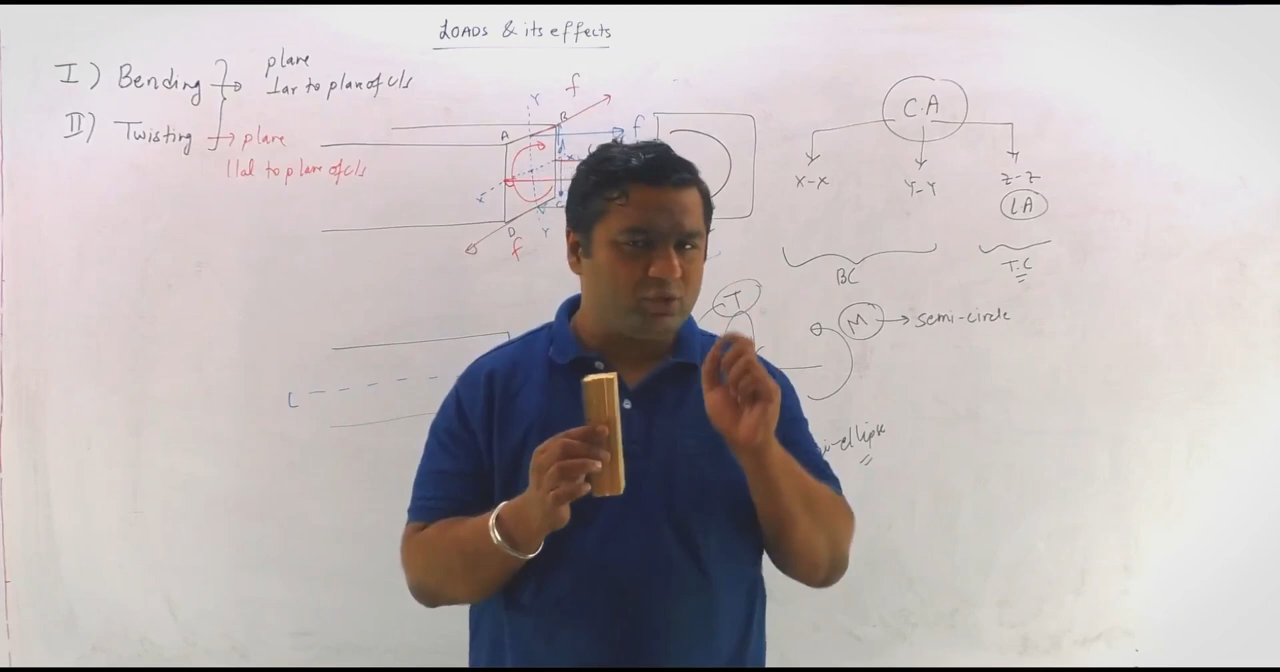 LOADS & its effects
I) Bending
plane
⊥ar to plane of c/s
II) Twisting → plane
||al to plane of c/s
Y
f
B
A
f
X
C
D
Y
f
C.A
X-X
Y-Y
Z-Z
LA
BC
T.C
T
M → semi-circle
L